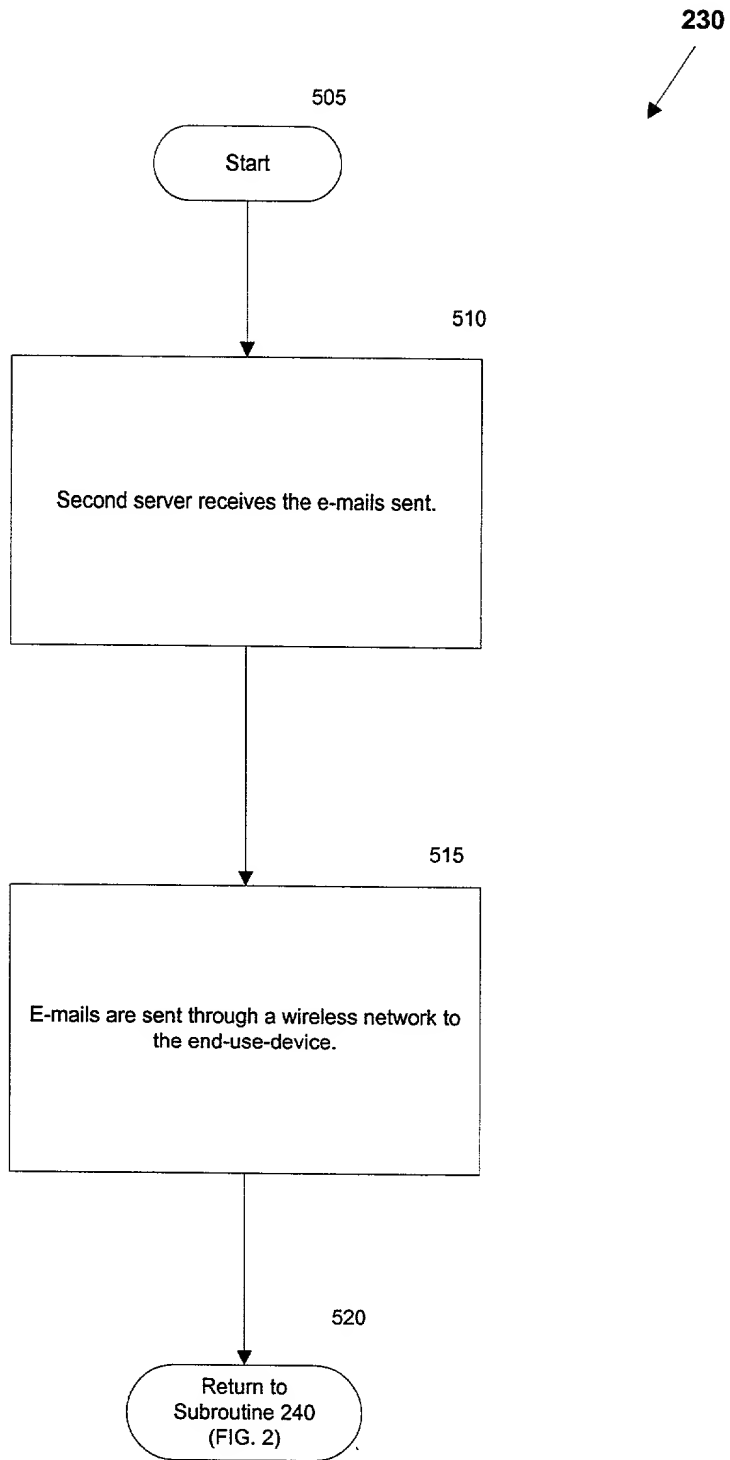 230
505
Start
510
Second server receives the e-mails sent.
515
E-mails are sent through a wireless network to
the end-use-device.
520
Return to
Subroutine 240
(FIG. 2)